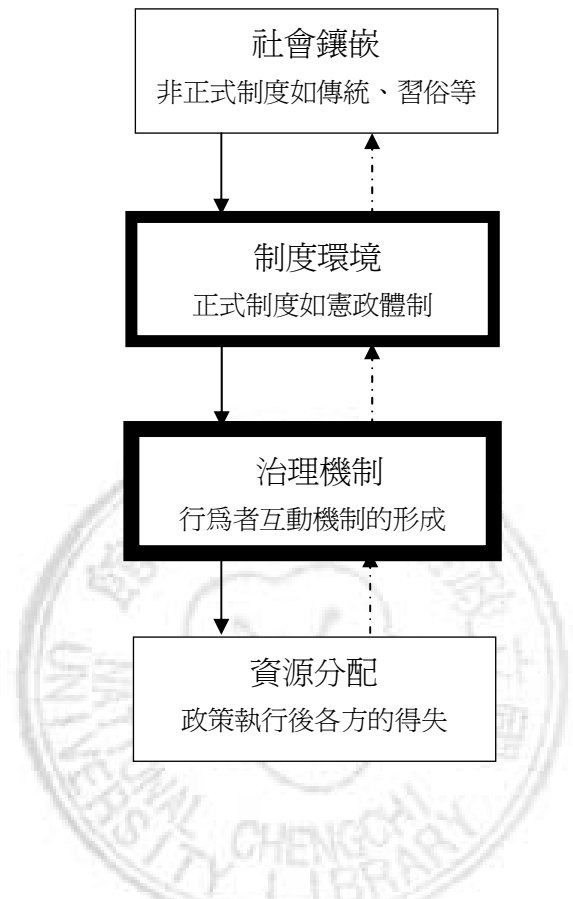 社會鑲嵌
非正式制度如傳統、習俗等
制度環境
正式制度如憲政體制
治理機制
行為者互動機制的形成
資源分配
政策執行後各方的得失
CHENGCHI
LIBRARY